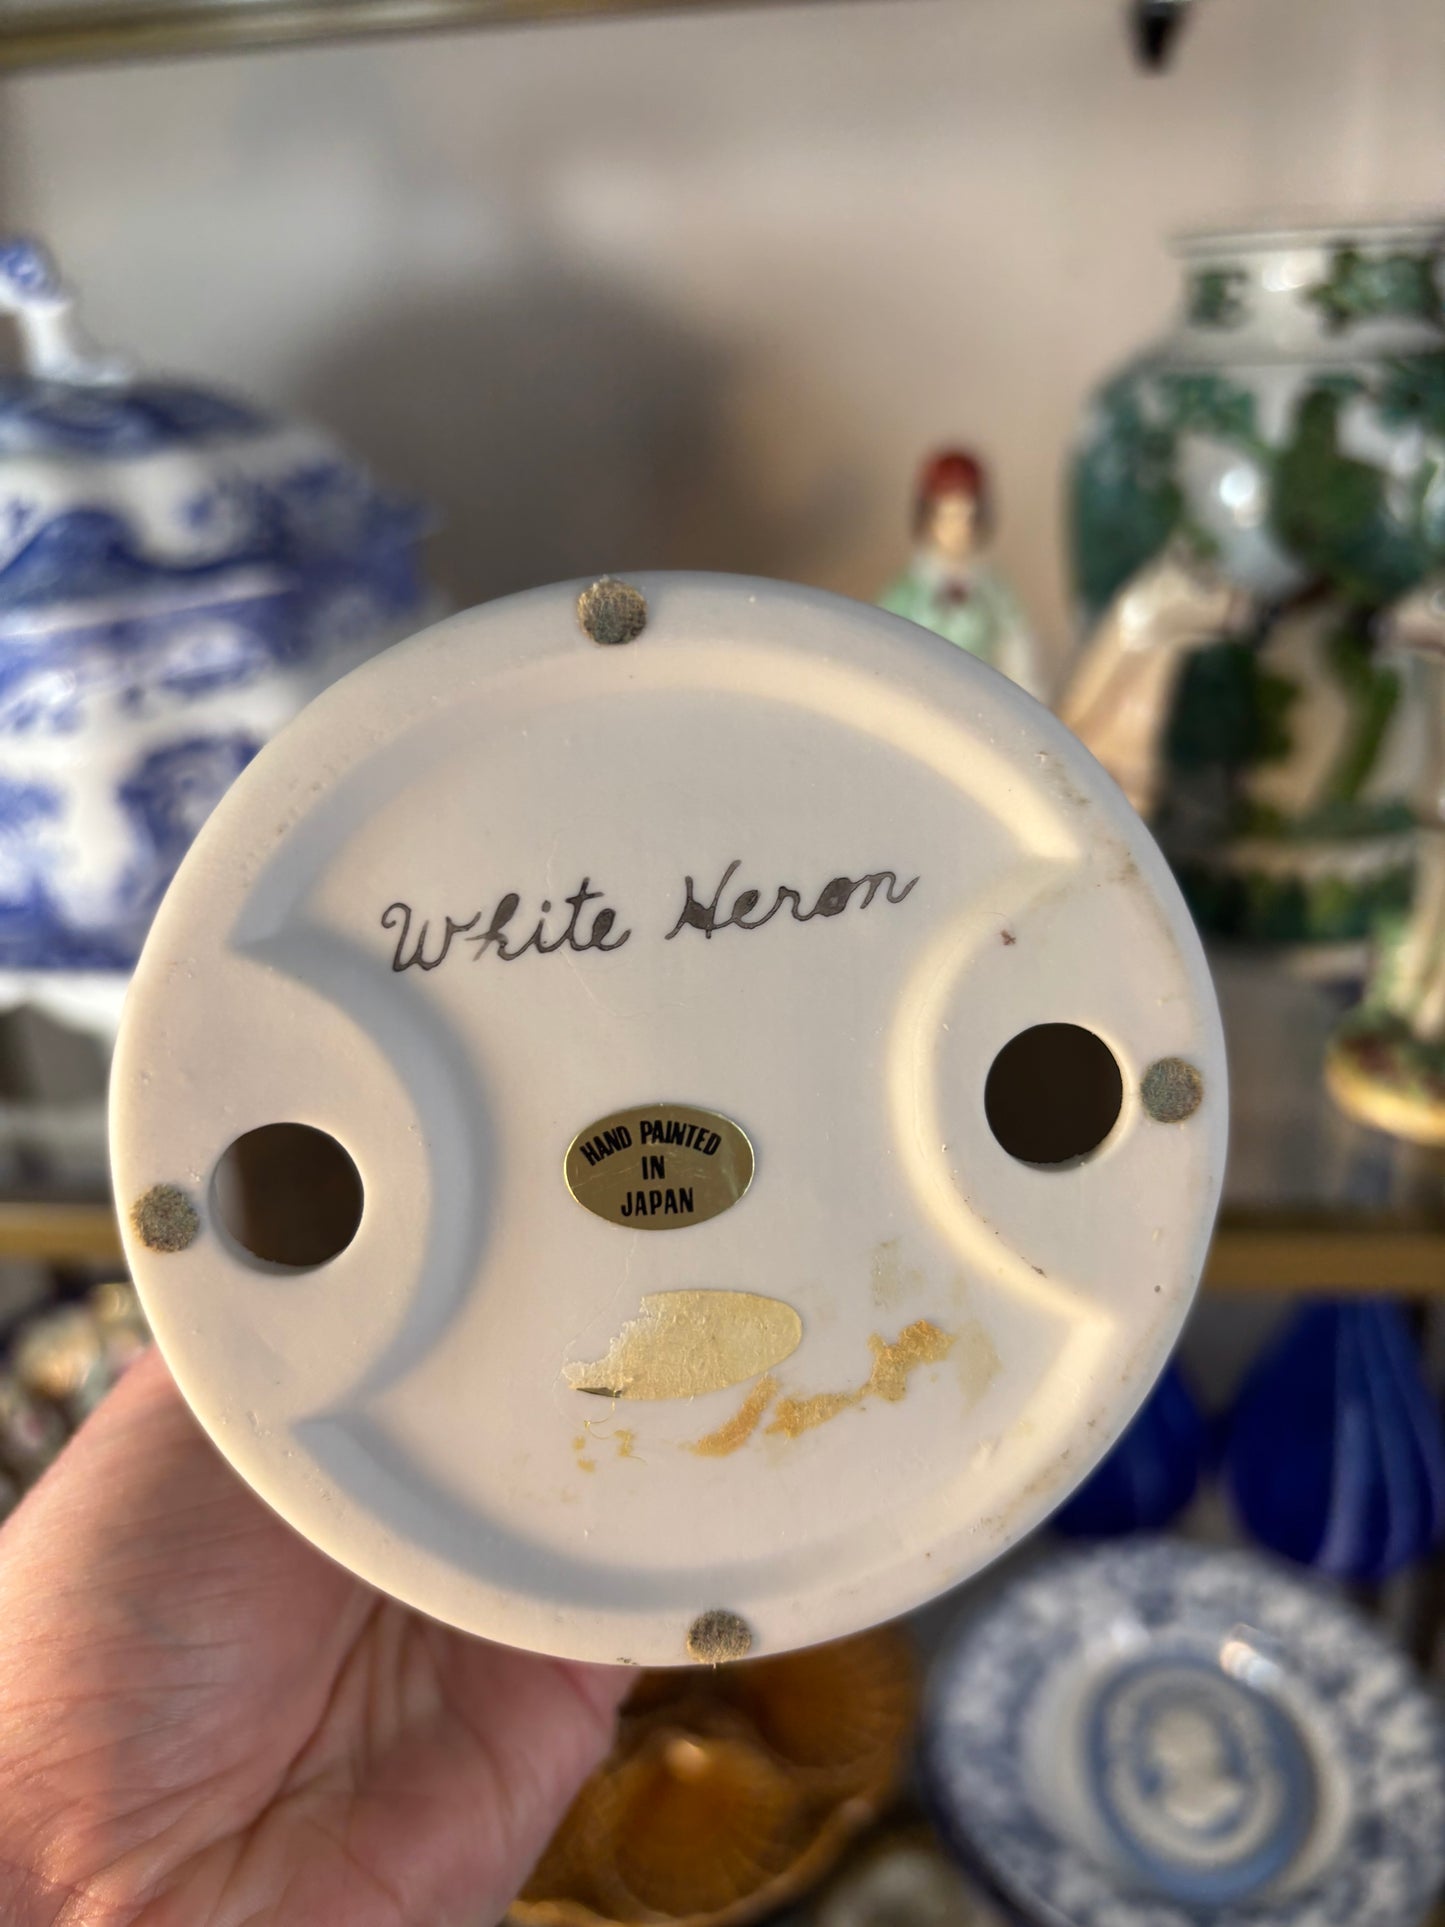 White Heron
HAND PAINTED
IN
JAPAN